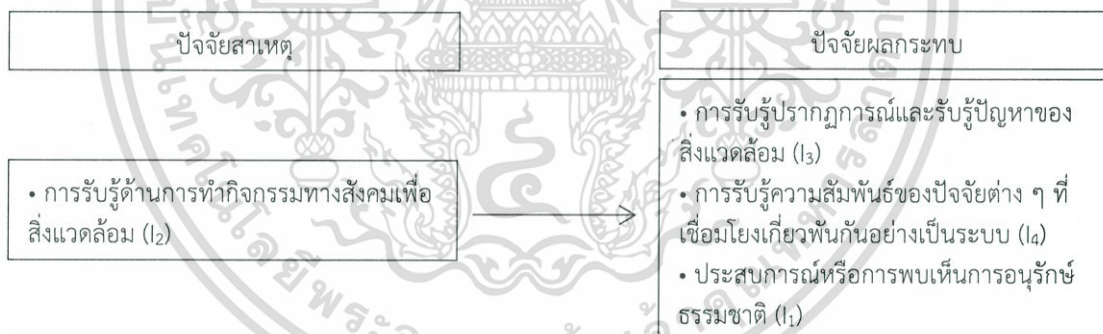 ปัจจัยสาเหตุ
ปัจจัยผลกระทบ
• การรับรู้ด้านการทำกิจกรรมทางสังคมเพื่อ
สิ่งแวดล้อม (I₂)
• การรับรู้ปรากฏการณ์และรับรู้ปัญหาของ
สิ่งแวดล้อม (I₃)
• การรับรู้ความสัมพันธ์ของปัจจัยต่าง ๆ ที่
เชื่อมโยงเกี่ยวพันกันอย่างเป็นระบบ (I₄)
• ประสบการณ์หรือการพบเห็นการอนุรักษ์
ธรรมชาติ (I₁)